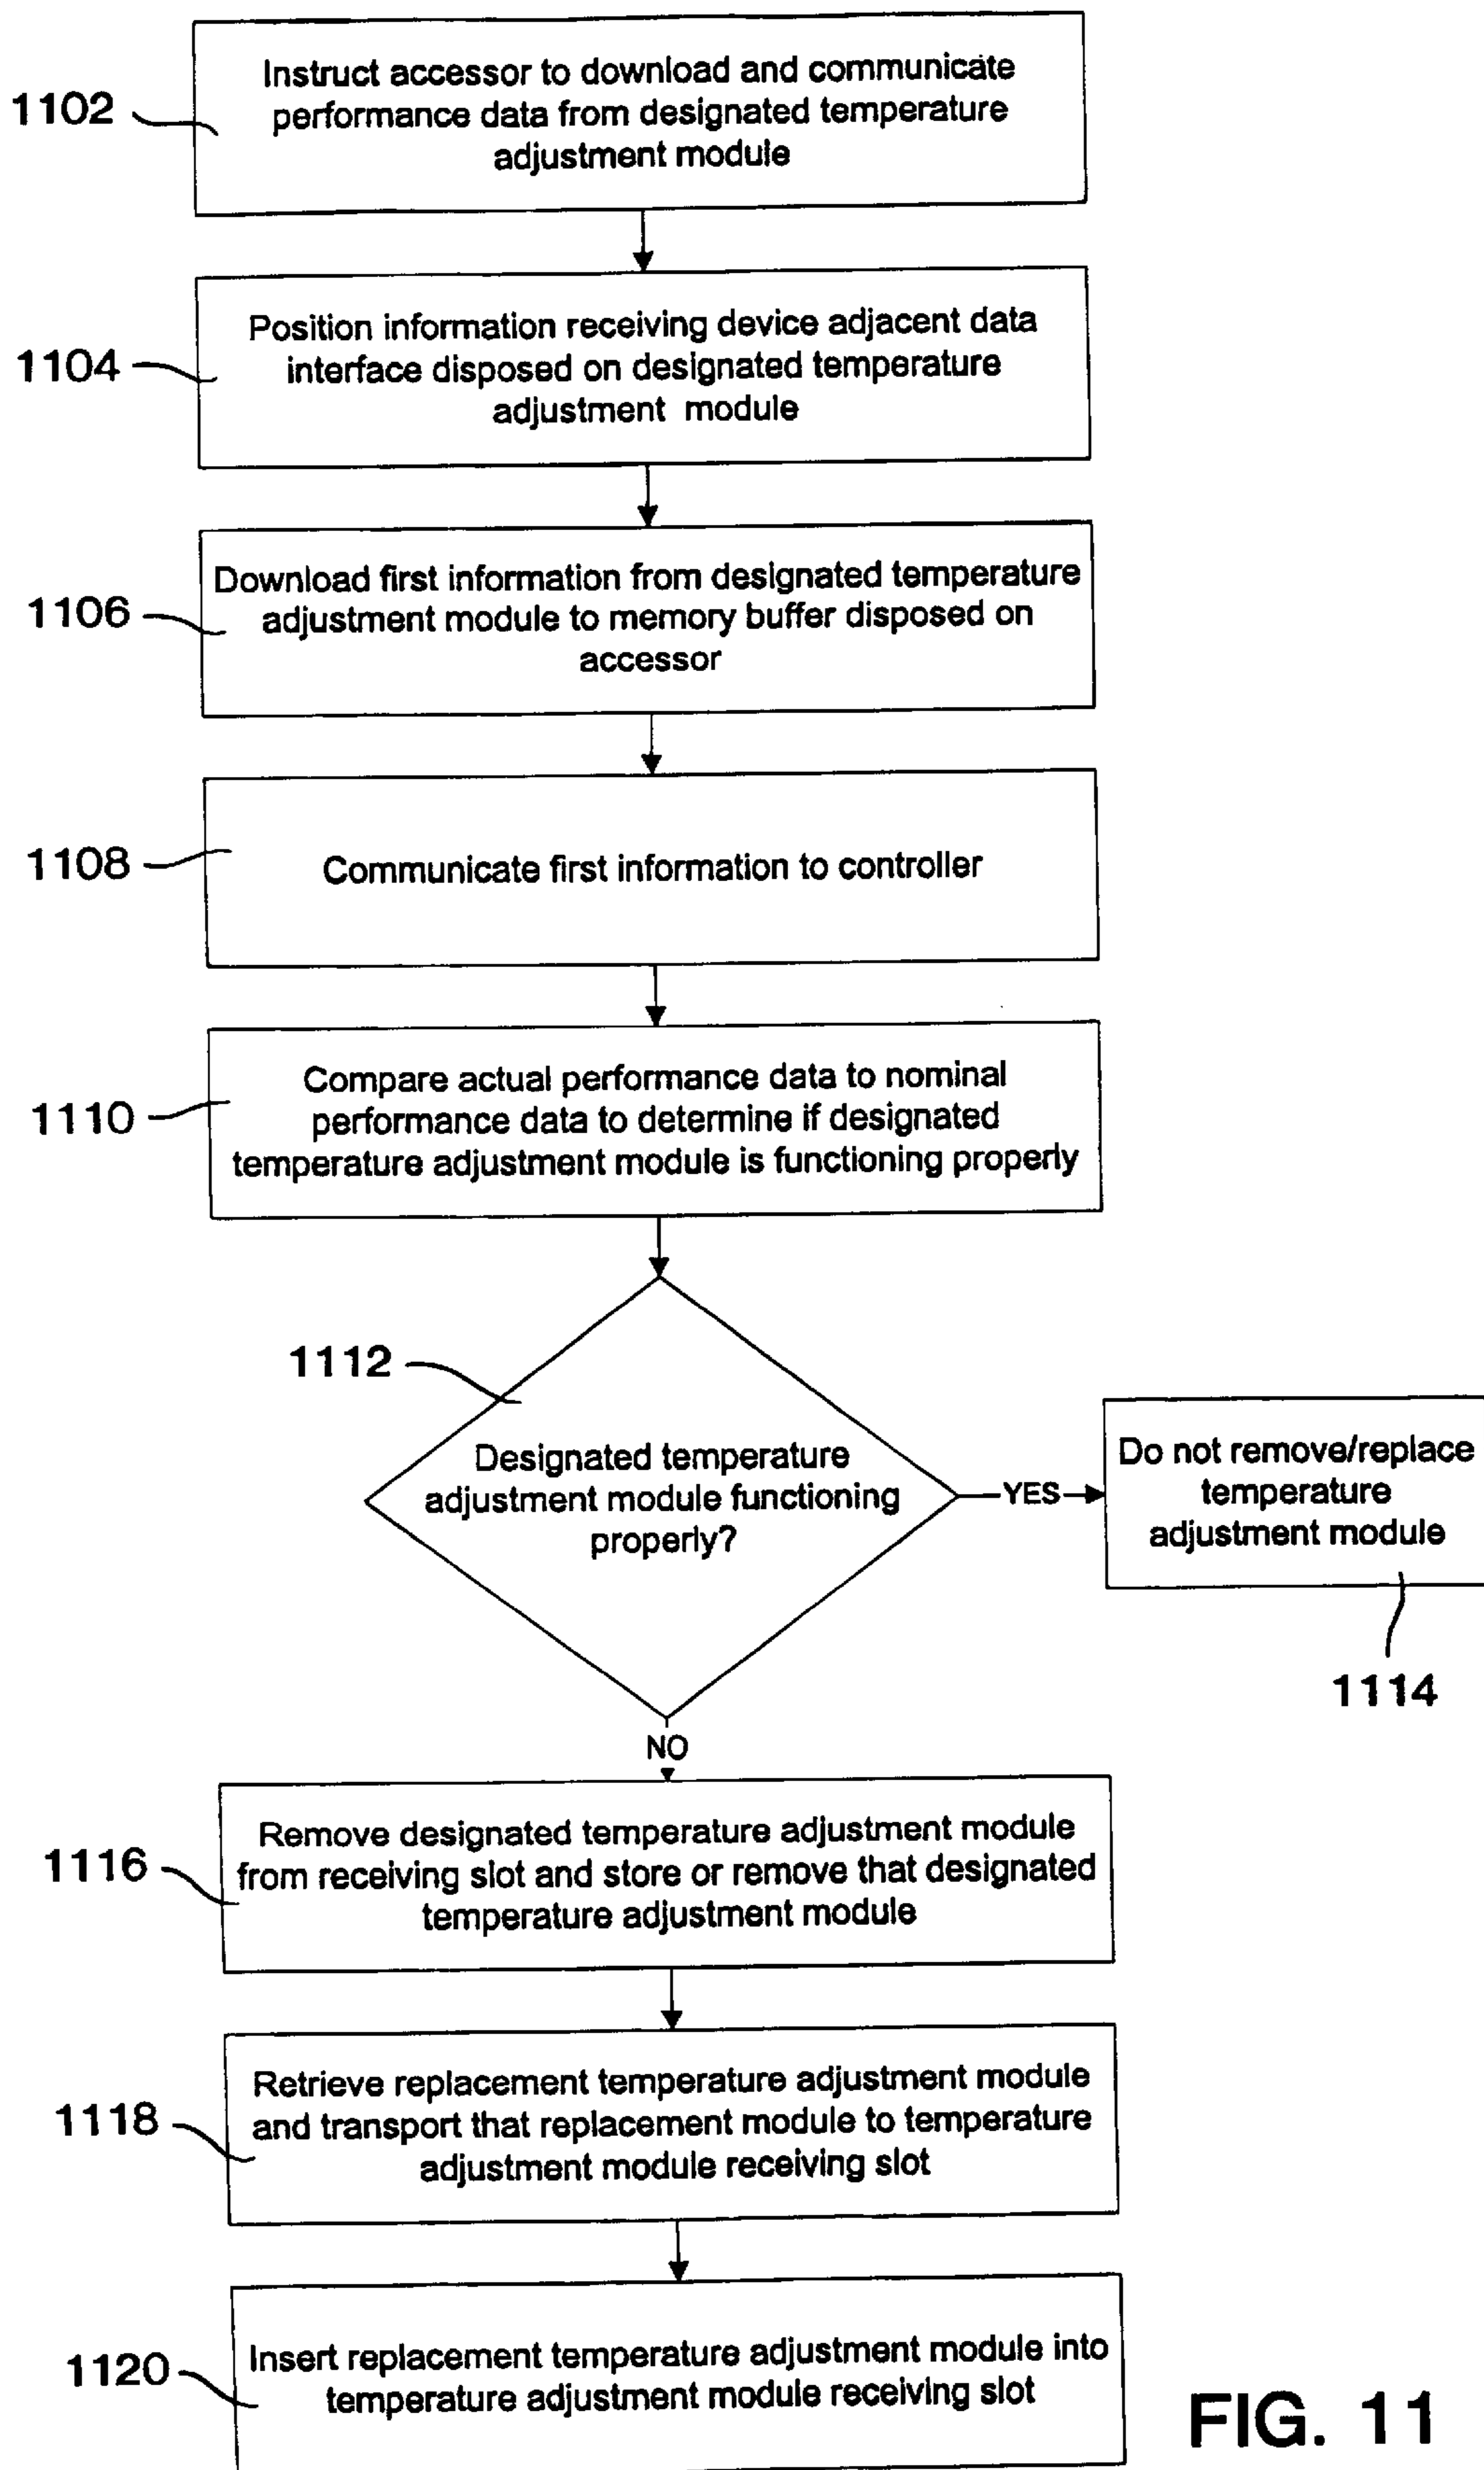 1102
Instruct accessor to download and communicate
performance data from designated temperature
adjustment module
1104
Position information receiving device adjacent data
interface disposed on designated temperature
adjustment module
1106
Download first information from designated temperature
adjustment module to memory buffer disposed on
accessor
1108
Communicate first information to controller
1110
Compare actual performance data to nominal
performance data to determine if designated
temperature adjustment module is functioning properly
1112
Designated temperature
adjustment module functioning
properly?
YES
Do not remove/replace
temperature
adjustment module
1114
NO
1116
Remove designated temperature adjustment module
from receiving slot and store or remove that designated
temperature adjustment module
1118
Retrieve replacement temperature adjustment module
and transport that replacement module to temperature
adjustment module receiving slot
1120
Insert replacement temperature adjustment module into
temperature adjustment module receiving slot
FIG. 11